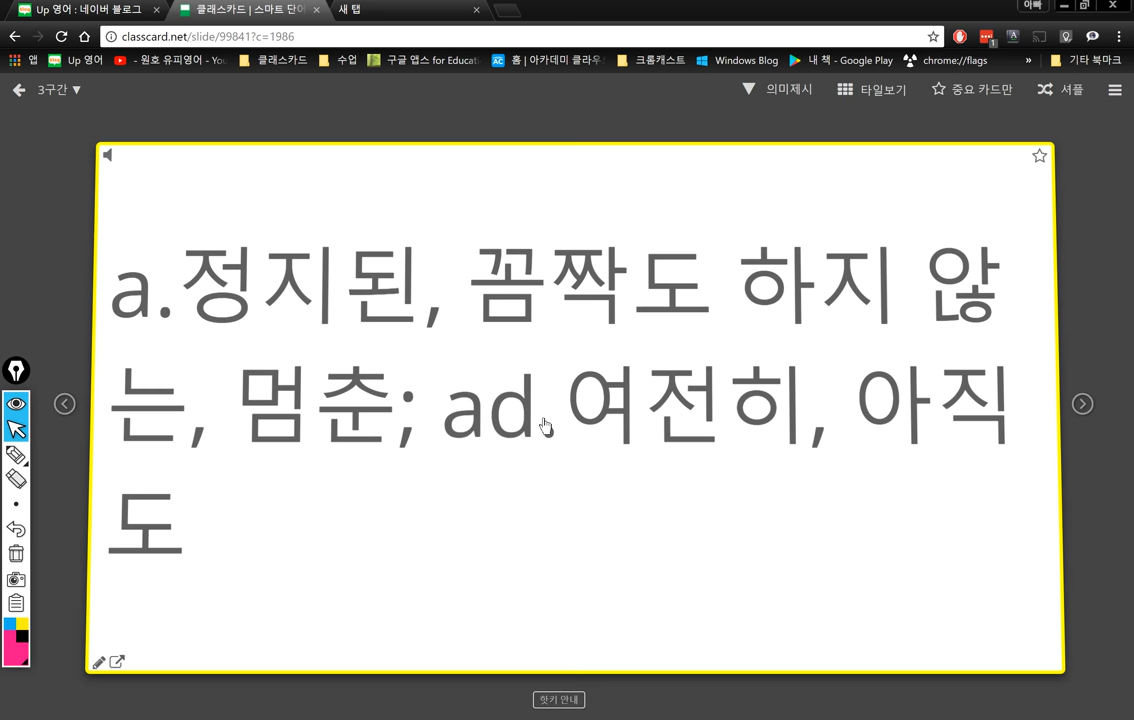 Up 영어 : 네이버 블로그
클래스카드 | 스마트 단어
새 탭
아빠
classcard.net/slide/99841?c=1986
앱
Up 영어
- 원호 유피영어 - You
클래스카드
수업
구글 앱스 for Educati
홈 | 아카데미 클라우
크롬캐스트
Windows Blog
내 책 - Google Play
chrome://flags
»
기타 북마크
3구간 ▼
의미제시
타일보기
중요 카드만
셔플
a.정지된, 꼼짝도 하지 않
는, 멈춘; ad.여전히, 아직
도
핫키 안내